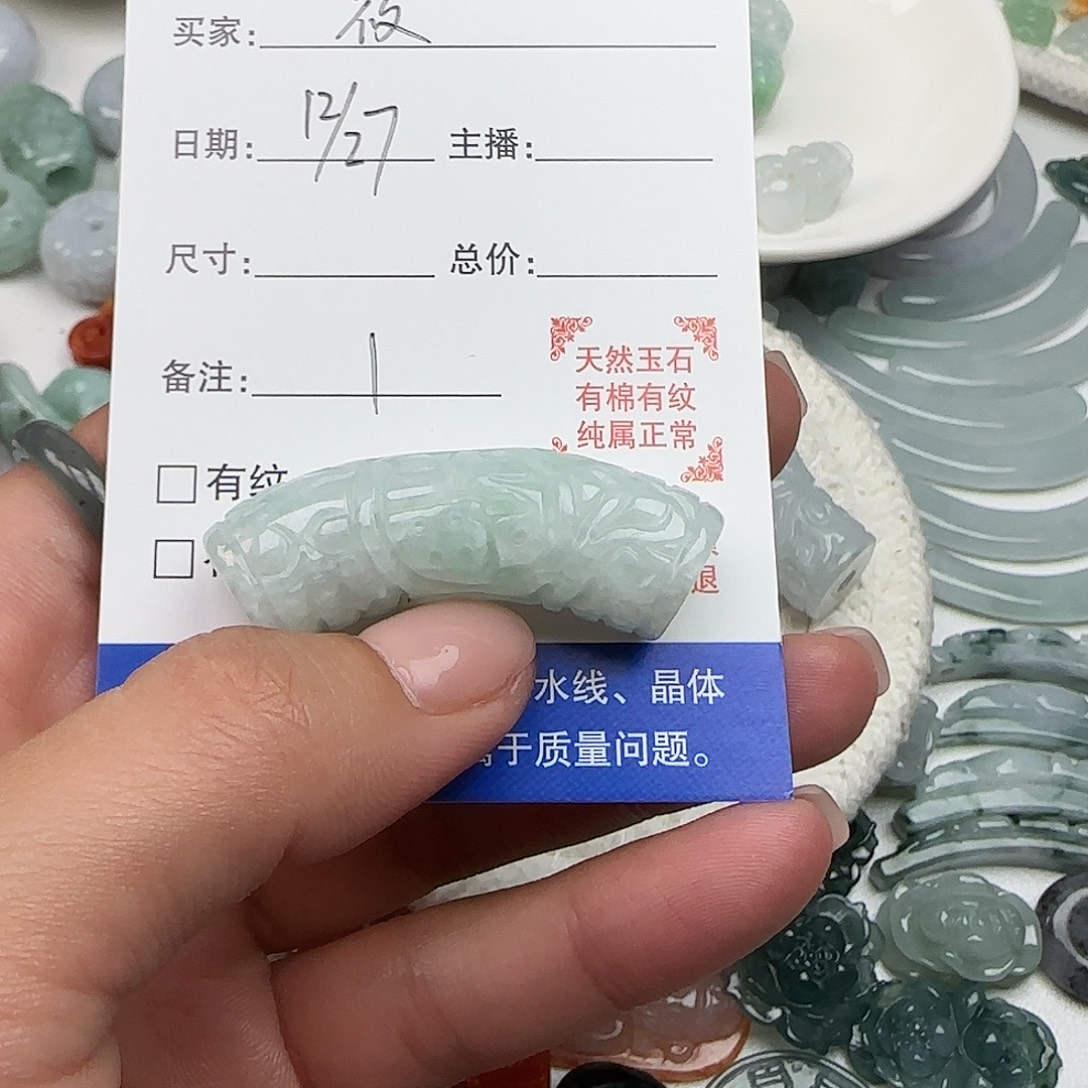 买家:
日期: 12/27 主播:
尺寸: 总价:
备注: 1
天然玉石
有棉有纹
纯属正常
有纹
退
水线、晶体
于质量问题。